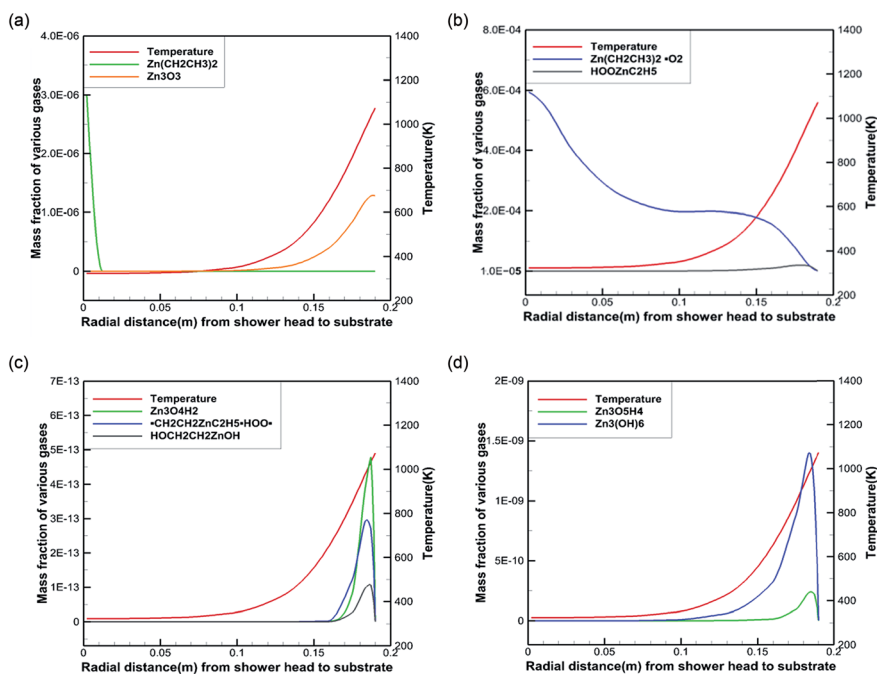 (a)
4.0E-06
3.0E-06
2.0E-06
1.0E-06
0
Mass fraction of various gases
Temperature
Zn(CH2CH3)2
Zn3O3
1400
1200
1000
800
600
400
200
Temperature(K)
0
0.05
0.1
0.15
0.2
Radial distance(m) from shower head to substrate
(b)
8.0E-04
6.0E-04
4.0E-04
2.0E-04
1.0E-05
Mass fraction of various gases
Temperature
Zn(CH2CH3)2 •O2
HOOZnC2H5
1400
1200
1000
800
600
400
200
Temperature(K)
0
0.05
0.1
0.15
0.2
Radial distance(m) from shower head to substrate
(c)
7E-13
6E-13
5E-13
4E-13
3E-13
2E-13
1E-13
0
Mass fraction of various gases
Temperature
Zn3O4H2
▪CH2CH2ZnC2H5▪HOO▪
HOCH2CH2ZnOH
1400
1200
1000
800
600
400
200
Temperature(K)
0
0.05
0.1
0.15
0.2
Radial distance(m) from shower head to substrate
(d)
2E-09
1.5E-09
1E-09
5E-10
0
Mass fraction of various gases
Temperature
Zn3O5H4
Zn3(OH)6
1400
1200
1000
800
600
400
200
Temperature(K)
0
0.05
0.1
0.15
0.2
Radial distance(m) from shower head to substrate